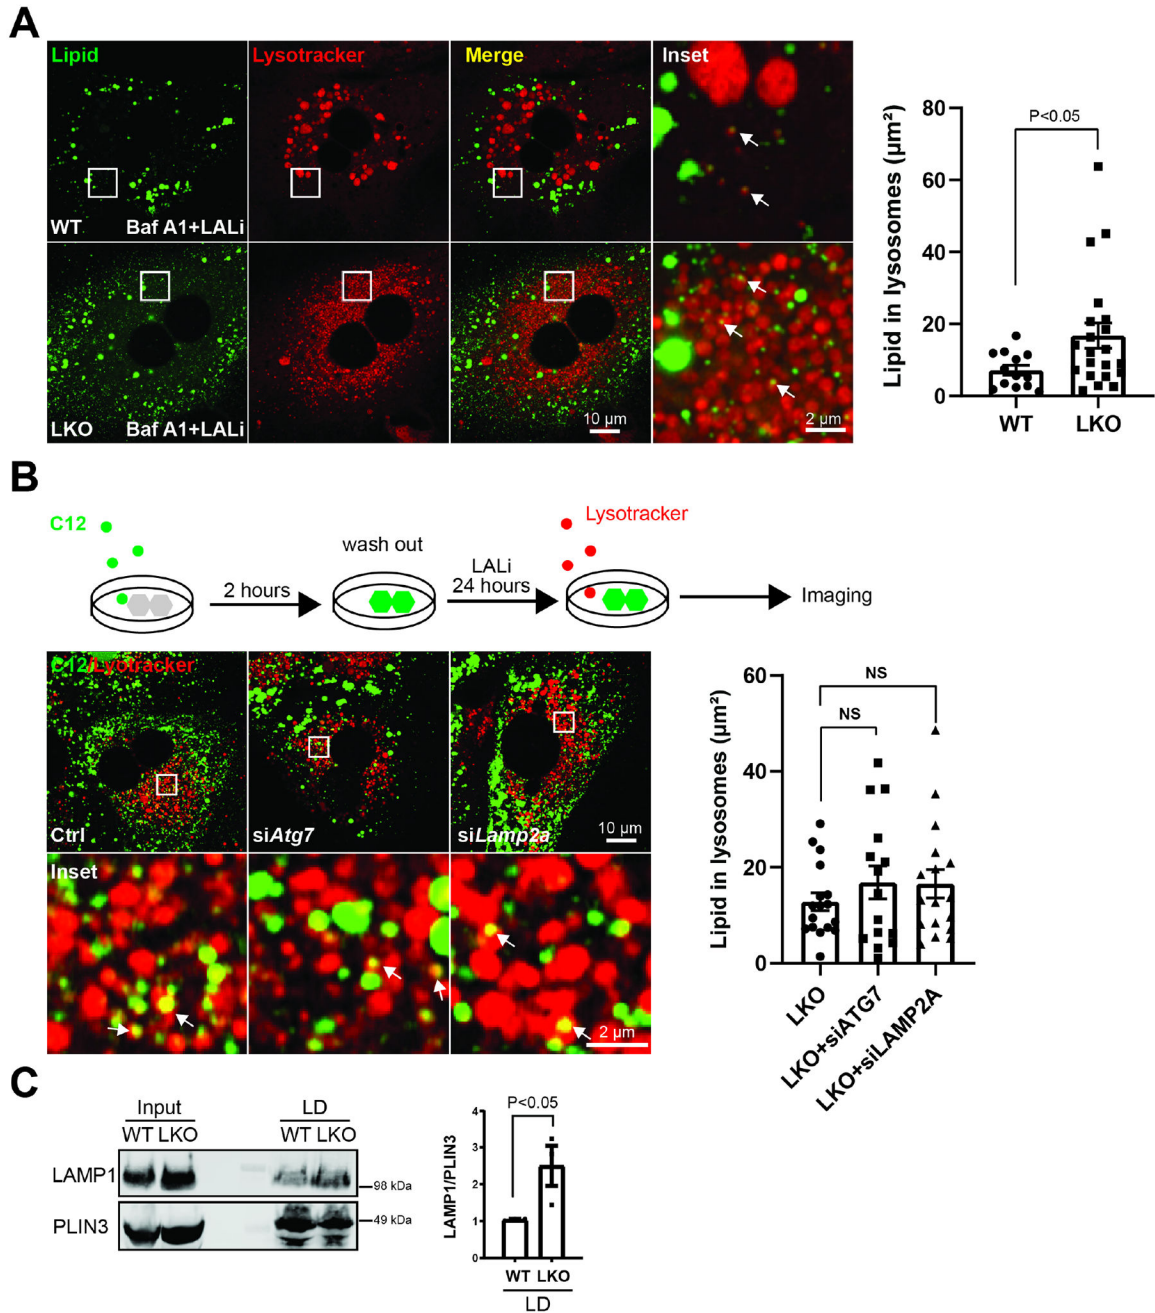 A
Lipid
Lysotracker
Merge
Inset
WT
Baf A1+LALi
LKO
Baf A1+LALi
10 µm
2 µm
Lipid in lysosomes (µm²)
80
60
40
20
0
P<0.05
WT
LKO
B
C12
2 hours
wash out
LALi
24 hours
Lysotracker
Imaging
C12/Lyotracker
Ctrl
siAtg7
siLamp2a
10 µm
Inset
2 µm
Lipid in lysosomes (µm²)
60
40
20
0
NS
NS
LKO
LKO+siATG7
LKO+siLAMP2A
C
Input
LD
WT LKO
WT LKO
LAMP1
98 kDa
PLIN3
49 kDa
LAMP1/PLIN3
4
3
2
1
0
P<0.05
WT
LKO
LD